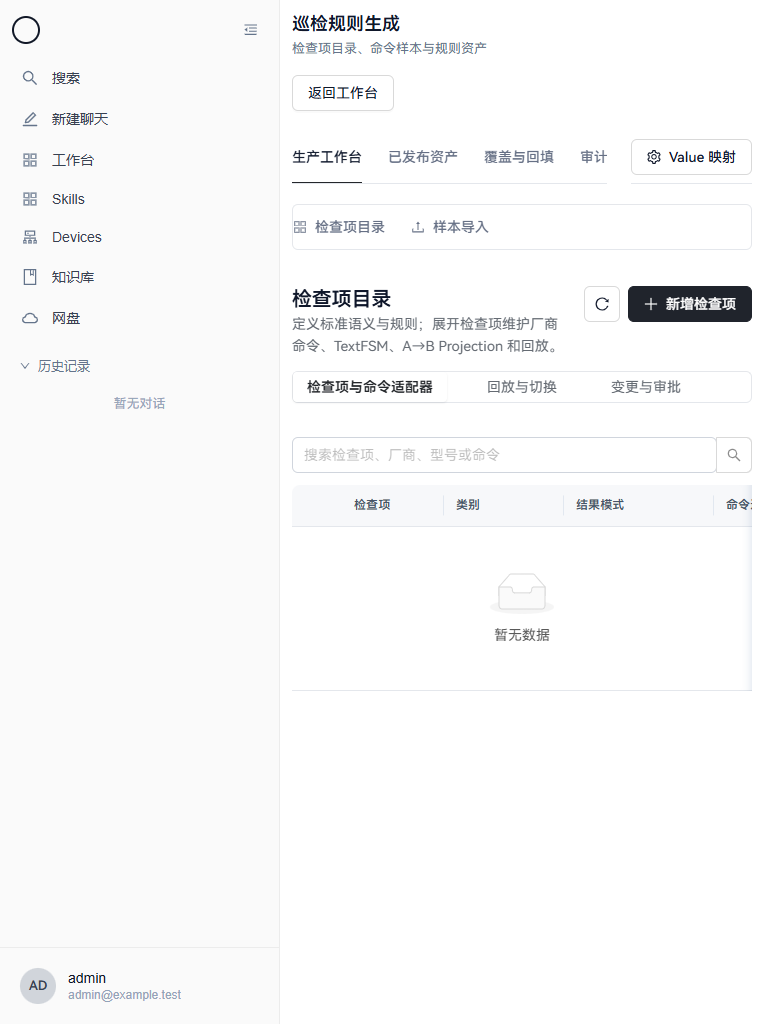 搜索
新建聊天
工作台
Skills
Devices
知识库
网盘
历史记录
暂无对话
AD
admin
admin@example.test
巡检规则生成
检查项目录、命令样本与规则资产
返回工作台
生产工作台 已发布资产 覆盖与回填 审计 Value 映射
检查项目录 样本导入
检查项目录
新增检查项
定义标准语义与规则；展开检查项维护厂商
命令、TextFSM、A→B Projection 和回放。
检查项与命令适配器 回放与切换 变更与审批
搜索检查项、厂商、型号或命令
检查项 类别 结果模式 命令
暂无数据